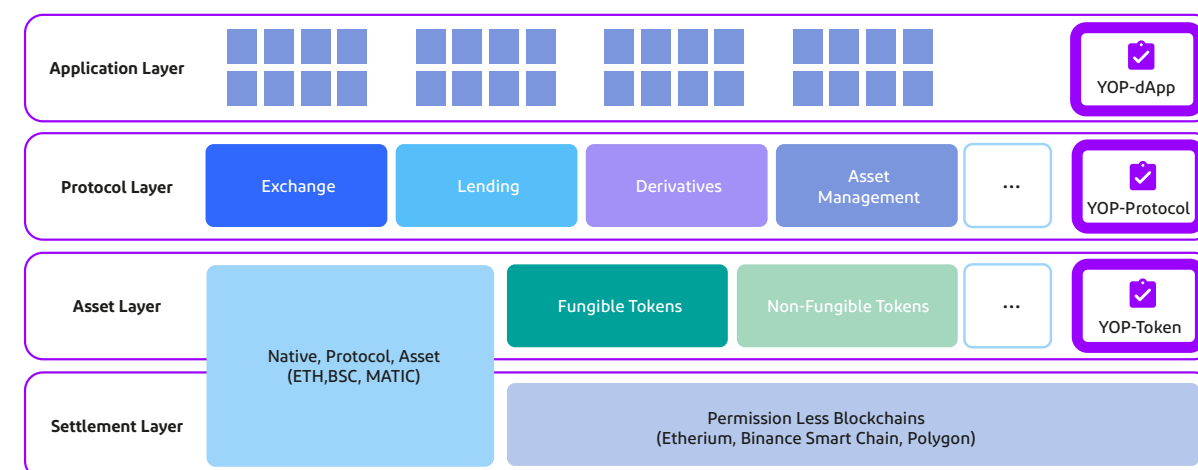 Application Layer
YOP-dApp
Protocol Layer
Exchange
Lending
Derivatives
Asset
Management
...
YOP-Protocol
Asset Layer
Fungible Tokens
Non-Fungible Tokens
...
YOP-Token
Native, Protocol, Asset
(ETH,BSC, MATIC)
Settlement Layer
Permission Less Blockchains
(Etherium, Binance Smart Chain, Polygon)